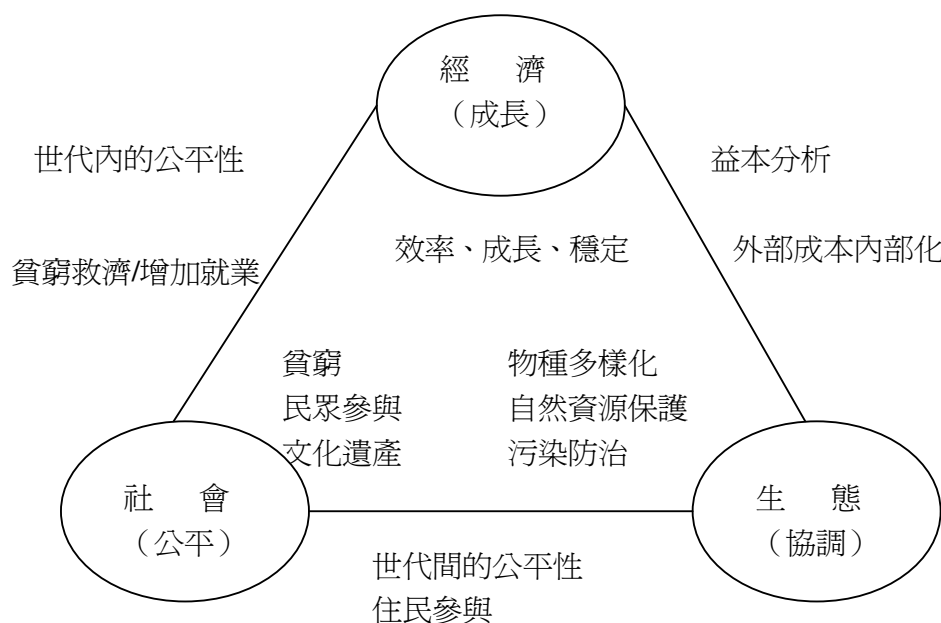 經 濟
（成長）
世代內的公平性
益本分析
效率、成長、穩定
外部成本內部化
貧窮救濟/增加就業
貧窮
物種多樣化
民眾參與
自然資源保護
文化遺產
污染防治
社 會
（公平）
生 態
（協調）
世代間的公平性
住民參與